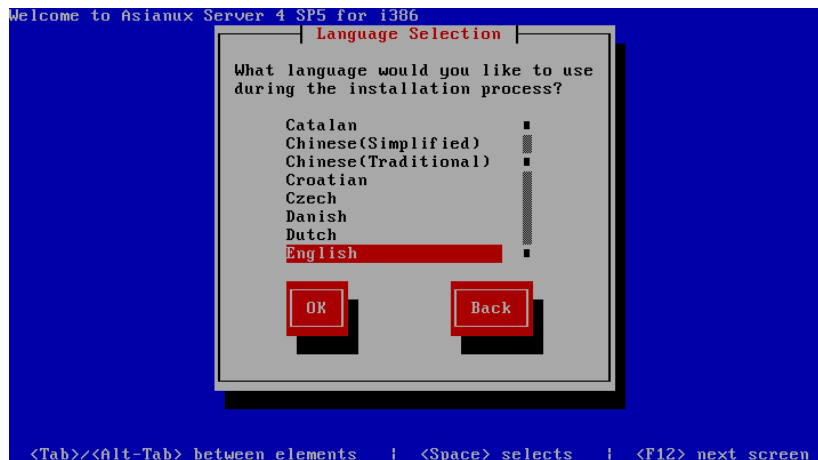 Welcome to Asianux Server 4 SP5 for i386
Language Selection
What language would you like to use
during the installation process?
Catalan
Chinese(Simplified)
Chinese(Traditional)
Croatian
Czech
Danish
Dutch
English
OK
Back
<Tab>/<Alt-Tab> between elements | <Space> selects | <F12> next screen